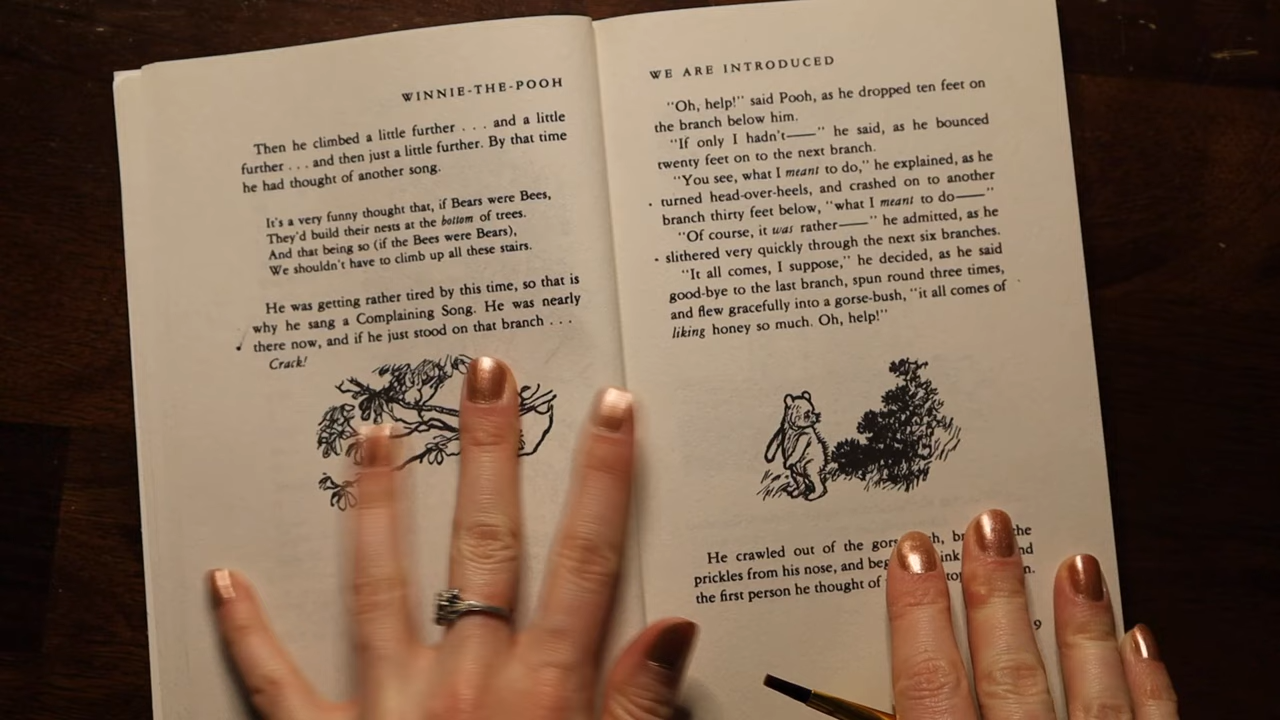 WINNIE-THE-POOH
Then he climbed a little further . . . and a little
further . . . and then just a little further. By that time
he had thought of another song.
It's a very funny thought that, if Bears were Bees,
They'd build their nests at the bottom of trees.
And that being so (if the Bees were Bears),
We shouldn't have to climb up all these stairs.
He was getting rather tired by this time, so that is
why he sang a Complaining Song. He was nearly
there now, and if he just stood on that branch . . .
Crack!
WE ARE INTRODUCED
"Oh, help!" said Pooh, as he dropped ten feet on
the branch below him.
"If only I hadn't——" he said, as he bounced
twenty feet on to the next branch.
"You see, what I meant to do," he explained, as he
turned head-over-heels, and crashed on to another
branch thirty feet below, "what I meant to do——"
"Of course, it was rather——" he admitted, as he
slithered very quickly through the next six branches.
"It all comes, I suppose," he decided, as he said
good-bye to the last branch, spun round three times,
and flew gracefully into a gorse-bush, "it all comes of
liking honey so much. Oh, help!"
He crawled out of the the
prickles from his nose, and
the first person he thought of
9